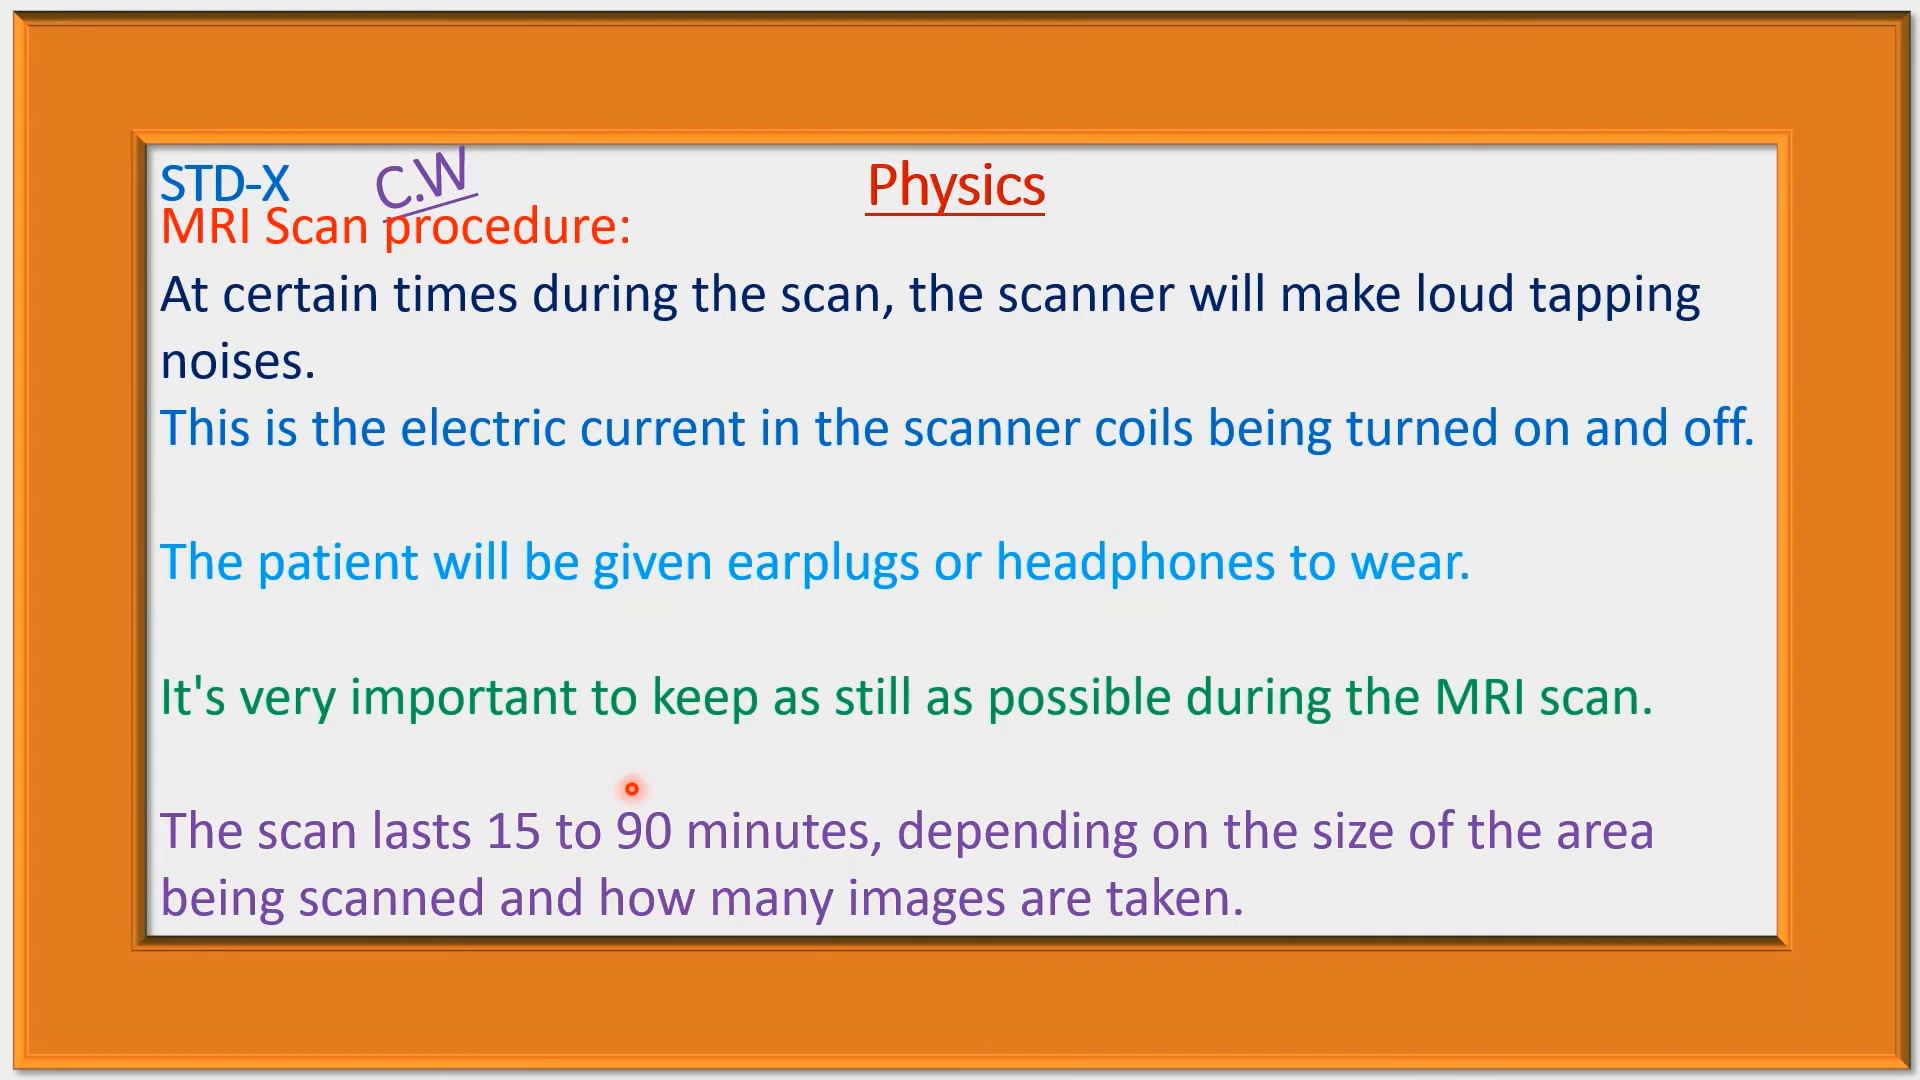 STD-X C.W Physics
MRI Scan procedure:
At certain times during the scan, the scanner will make loud tapping
noises.
This is the electric current in the scanner coils being turned on and off.
The patient will be given earplugs or headphones to wear.
It's very important to keep as still as possible during the MRI scan.
The scan lasts 15 to 90 minutes, depending on the size of the area
being scanned and how many images are taken.